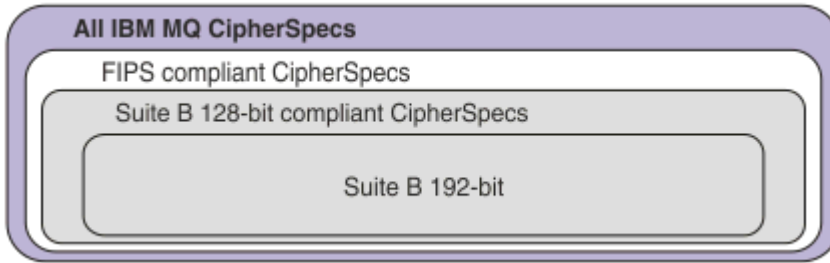 All IBM MQ CipherSpecs
FIPS compliant CipherSpecs
Suite B 128-bit compliant CipherSpecs
Suite B 192-bit